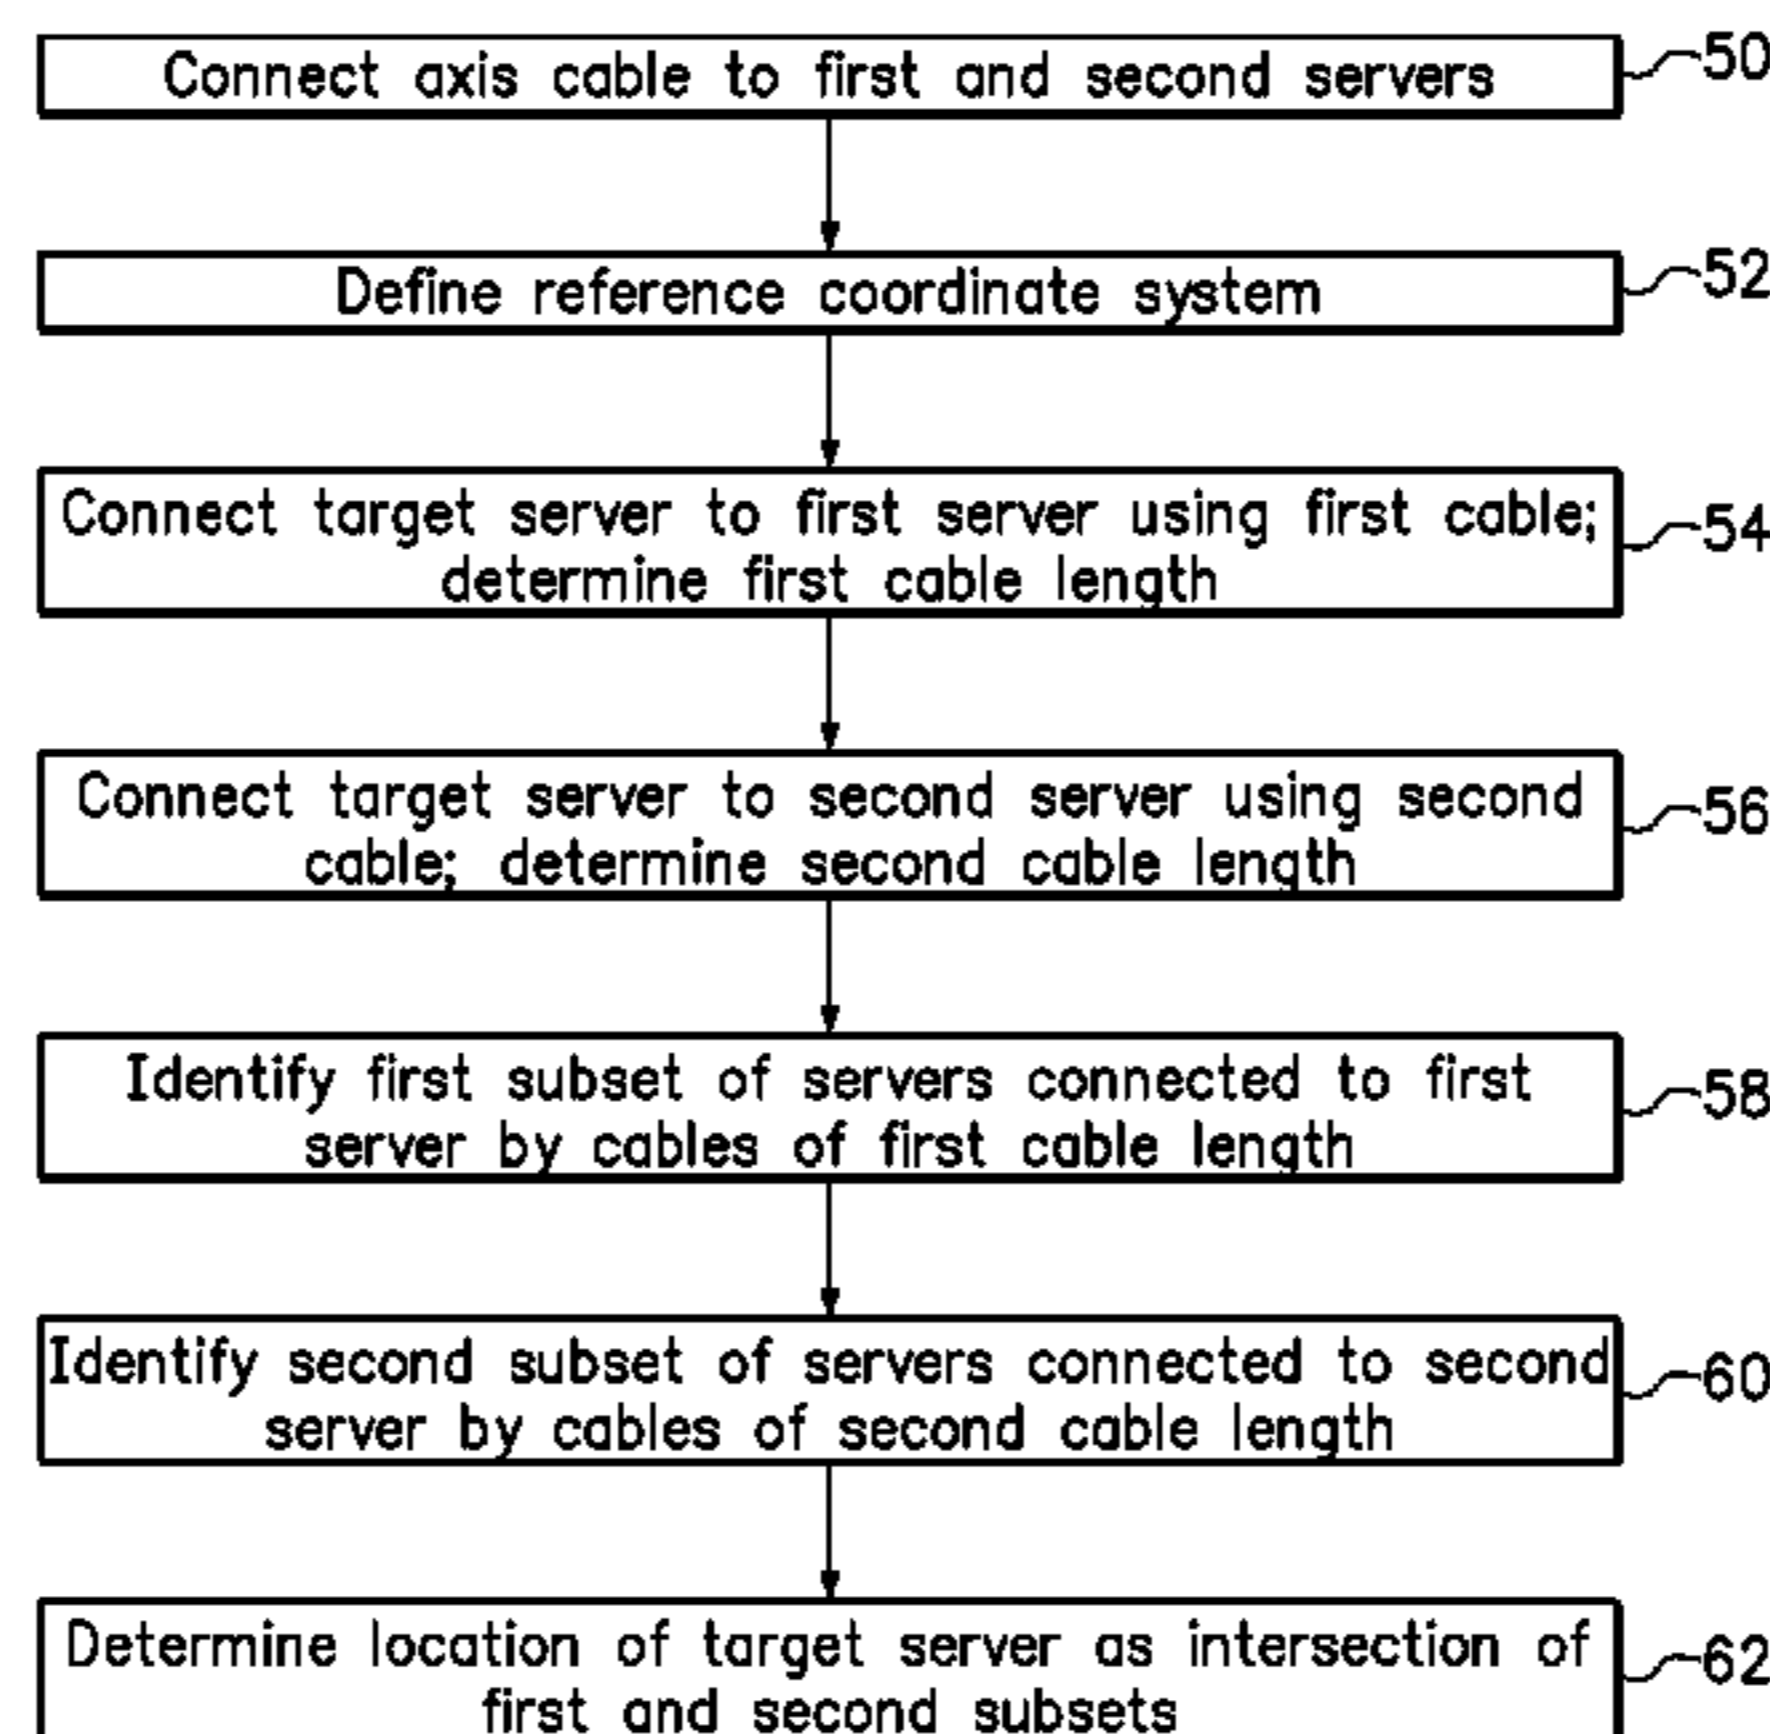 Connect axis cable to first and second servers
50
Define reference coordinate system
52
Connect target server to first server using first cable;
determine first cable length
54
Connect target server to second server using second
cable; determine second cable length
56
Identify first subset of servers connected to first
server by cables of first cable length
58
Identify second subset of servers connected to second
server by cables of second cable length
60
Determine location of target server as intersection of
first and second subsets
62